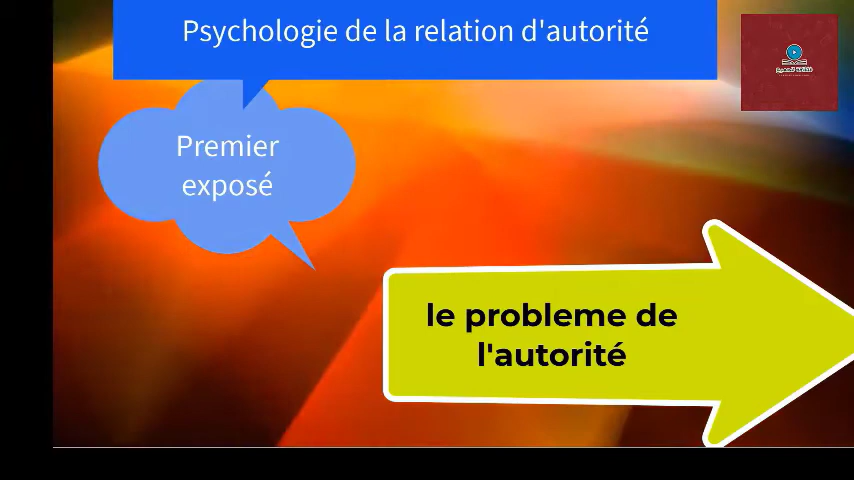 Psychologie de la relation d'autorité
Premier
exposé
le probleme de
l'autorité